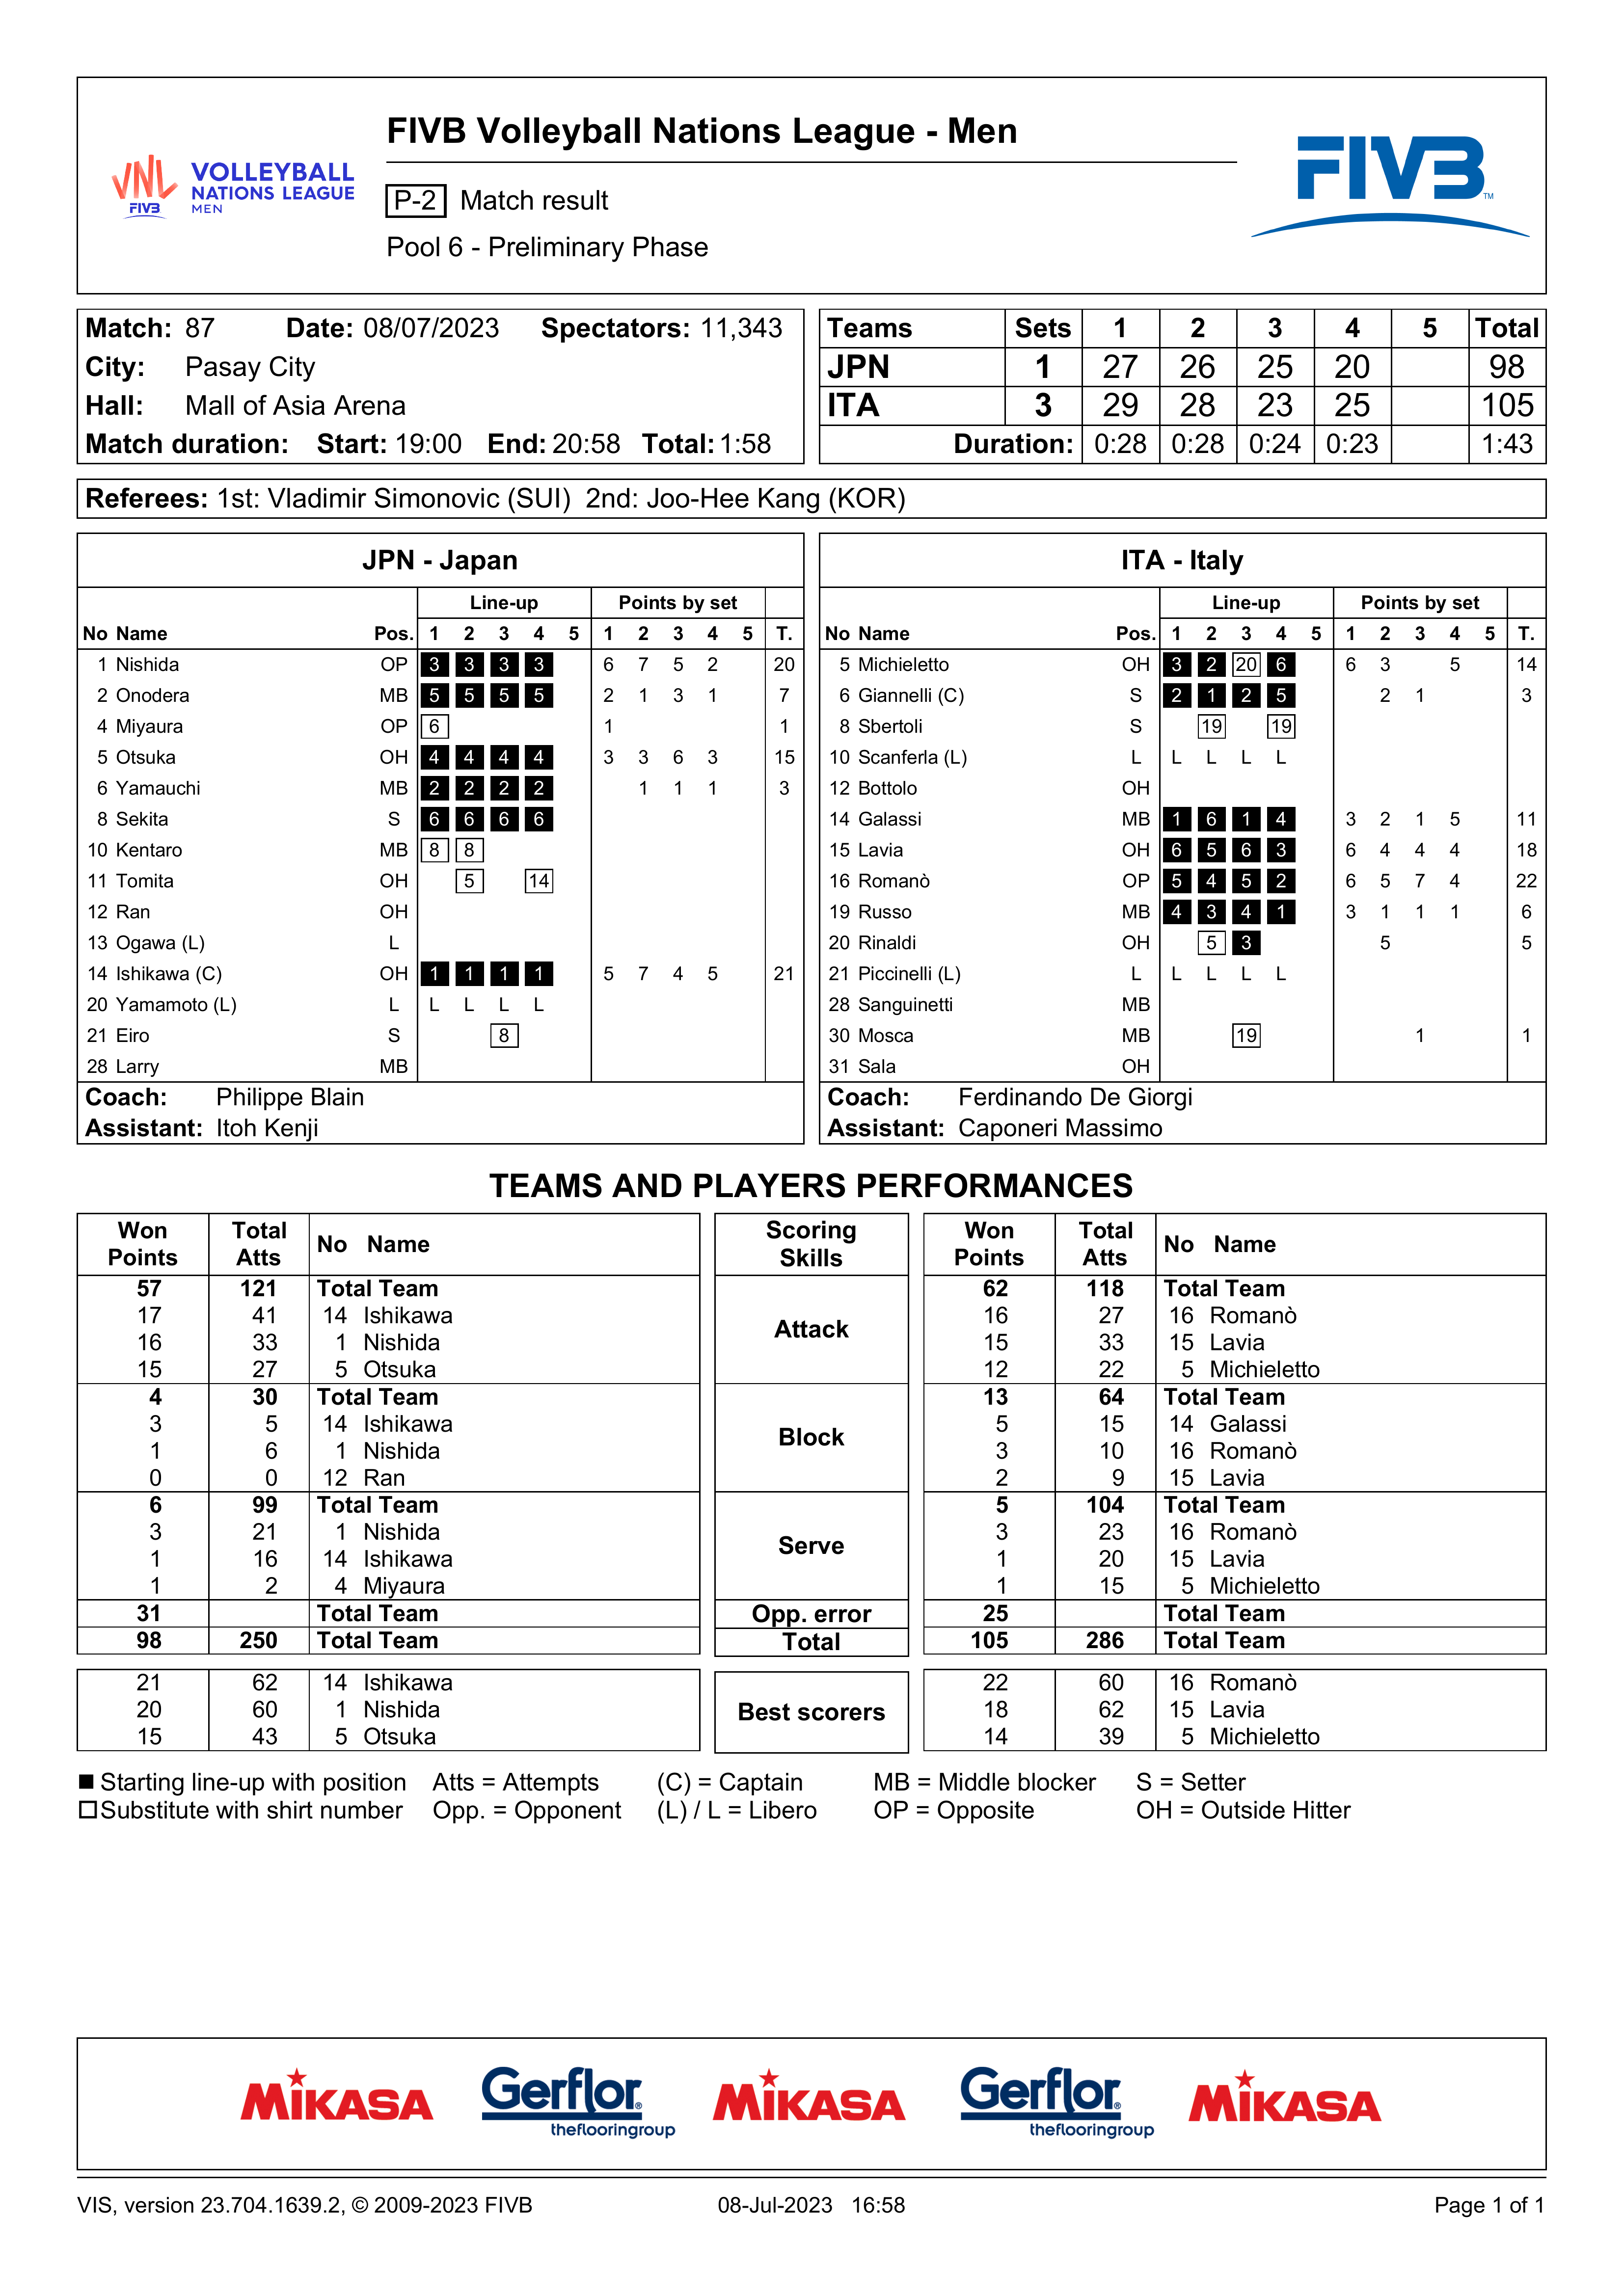 FIVB Volleyball Nations League - Men
VNL FIVB VOLLEYBALL NATIONS LEAGUE MEN
P-2 Match result
Pool 6 - Preliminary Phase
FIVB TM
Match: 87 Date: 08/07/2023 Spectators: 11,343
City: Pasay City
Hall: Mall of Asia Arena
Match duration: Start: 19:00 End: 20:58 Total: 1:58
Teams Sets 1 2 3 4 5 Total
JPN 1 27 26 25 20 98
ITA 3 29 28 23 25 105
Duration: 0:28 0:28 0:24 0:23 1:43
Referees: 1st: Vladimir Simonovic (SUI) 2nd: Joo-Hee Kang (KOR)
JPN - Japan
Line-up Points by set
No Name Pos. 1 2 3 4 5 1 2 3 4 5 T.
1 Nishida OP 3 3 3 3 6 7 5 2 20
2 Onodera MB 5 5 5 5 2 1 3 1 7
4 Miyaura OP 6 1 1
5 Otsuka OH 4 4 4 4 3 3 6 3 15
6 Yamauchi MB 2 2 2 2 1 1 1 3
8 Sekita S 6 6 6 6
10 Kentaro MB 8 8
11 Tomita OH 5 14
12 Ran OH
13 Ogawa (L) L
14 Ishikawa (C) OH 1 1 1 1 5 7 4 5 21
20 Yamamoto (L) L L L L L
21 Eiro S 8
28 Larry MB
Coach: Philippe Blain
Assistant: Itoh Kenji
ITA - Italy
Line-up Points by set
No Name Pos. 1 2 3 4 5 1 2 3 4 5 T.
5 Michieletto OH 3 2 20 6 6 3 5 14
6 Giannelli (C) S 2 1 2 5 2 1 3
8 Sbertoli S 19 19
10 Scanferla (L) L L L L L
12 Bottolo OH
14 Galassi MB 1 6 1 4 3 2 1 5 11
15 Lavia OH 6 5 6 3 6 4 4 4 18
16 Romanò OP 5 4 5 2 6 5 7 4 22
19 Russo MB 4 3 4 1 3 1 1 1 6
20 Rinaldi OH 5 3 5 5
21 Piccinelli (L) L L L L L
28 Sanguinetti MB
30 Mosca MB 19 1 1
31 Sala OH
Coach: Ferdinando De Giorgi
Assistant: Caponeri Massimo
TEAMS AND PLAYERS PERFORMANCES
Won Points Total Atts No Name Scoring Skills Won Points Total Atts No Name
57 121 Total Team Attack 62 118 Total Team
17 41 14 Ishikawa 16 27 16 Romanò
16 33 1 Nishida 15 33 15 Lavia
15 27 5 Otsuka 12 22 5 Michieletto
4 30 Total Team Block 13 64 Total Team
3 5 14 Ishikawa 5 15 14 Galassi
1 6 1 Nishida 3 10 16 Romanò
0 0 12 Ran 2 9 15 Lavia
6 99 Total Team Serve 5 104 Total Team
3 21 1 Nishida 3 23 16 Romanò
1 16 14 Ishikawa 1 20 15 Lavia
1 2 4 Miyaura 1 15 5 Michieletto
31 Total Team Opp. error 25 Total Team
98 250 Total Team Total 105 286 Total Team
21 62 14 Ishikawa Best scorers 22 60 16 Romanò
20 60 1 Nishida 18 62 15 Lavia
15 43 5 Otsuka 14 39 5 Michieletto
Starting line-up with position Atts = Attempts (C) = Captain MB = Middle blocker S = Setter
Substitute with shirt number Opp. = Opponent (L) / L = Libero OP = Opposite OH = Outside Hitter
MIKASA Gerflor® theflooringgroup MIKASA Gerflor® theflooringgroup MIKASA
VIS, version 23.704.1639.2, © 2009-2023 FIVB 08-Jul-2023 16:58 Page 1 of 1